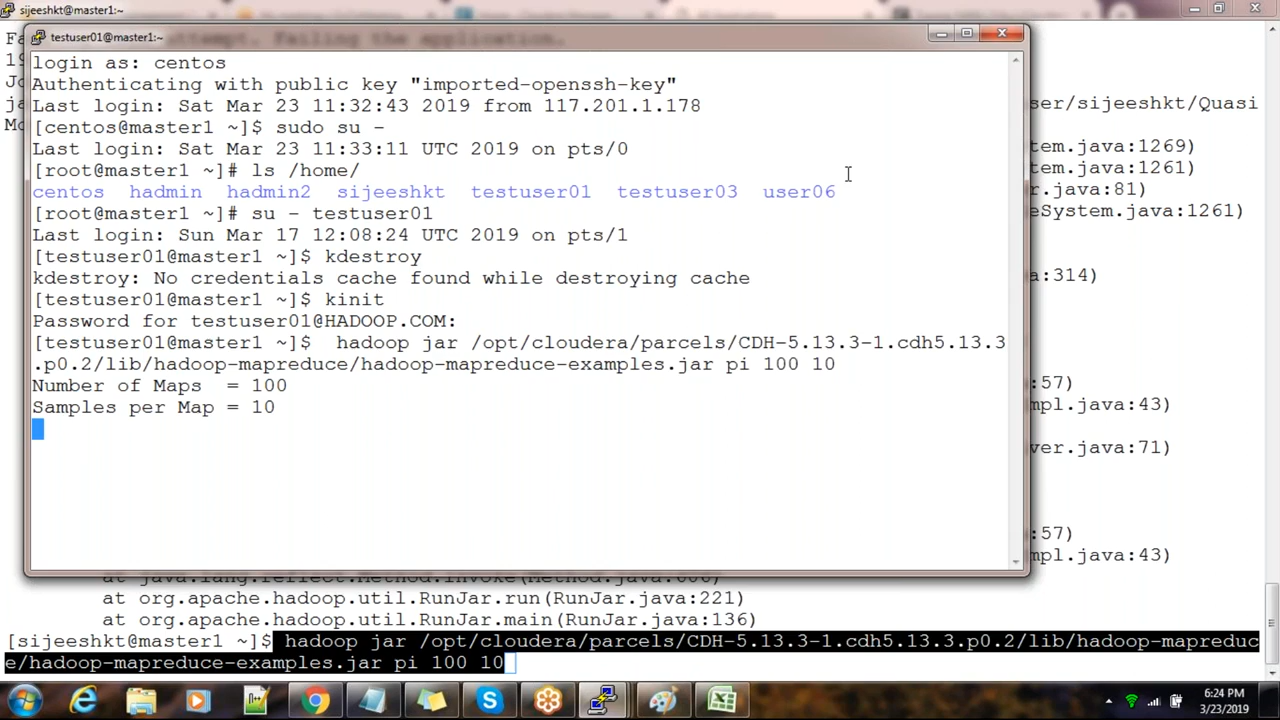 sijeeshkt@master1:~
testuser01@master1:~
login as: centos
Authenticating with public key "imported-openssh-key"
Last login: Sat Mar 23 11:32:43 2019 from 117.201.1.178
[centos@master1 ~]$ sudo su -
Last login: Sat Mar 23 11:33:11 UTC 2019 on pts/0
[root@master1 ~]# ls /home/
centos hadmin hadmin2 sijeeshkt testuser01 testuser03 user06
[root@master1 ~]# su - testuser01
Last login: Sun Mar 17 12:08:24 UTC 2019 on pts/1
[testuser01@master1 ~]$ kdestroy
kdestroy: No credentials cache found while destroying cache
[testuser01@master1 ~]$ kinit
Password for testuser01@HADOOP.COM:
[testuser01@master1 ~]$  hadoop jar /opt/cloudera/parcels/CDH-5.13.3-1.cdh5.13.3
.p0.2/lib/hadoop-mapreduce/hadoop-mapreduce-examples.jar pi 100 10
Number of Maps  = 100
Samples per Map = 10
ser/sijeeshkt/Quasi
tem.java:1269)
tem.java:1261)
r.java:81)
eSystem.java:1261)
a:314)
:57)
mpl.java:43)
ver.java:71)
:57)
mpl.java:43)
at java.lang.reflect.Method.invoke(Method.java:606)
at org.apache.hadoop.util.RunJar.run(RunJar.java:221)
at org.apache.hadoop.util.RunJar.main(RunJar.java:136)
[sijeeshkt@master1 ~]$ hadoop jar /opt/cloudera/parcels/CDH-5.13.3-1.cdh5.13.3.p0.2/lib/hadoop-mapreduc
e/hadoop-mapreduce-examples.jar pi 100 10
6:24 PM
3/23/2019